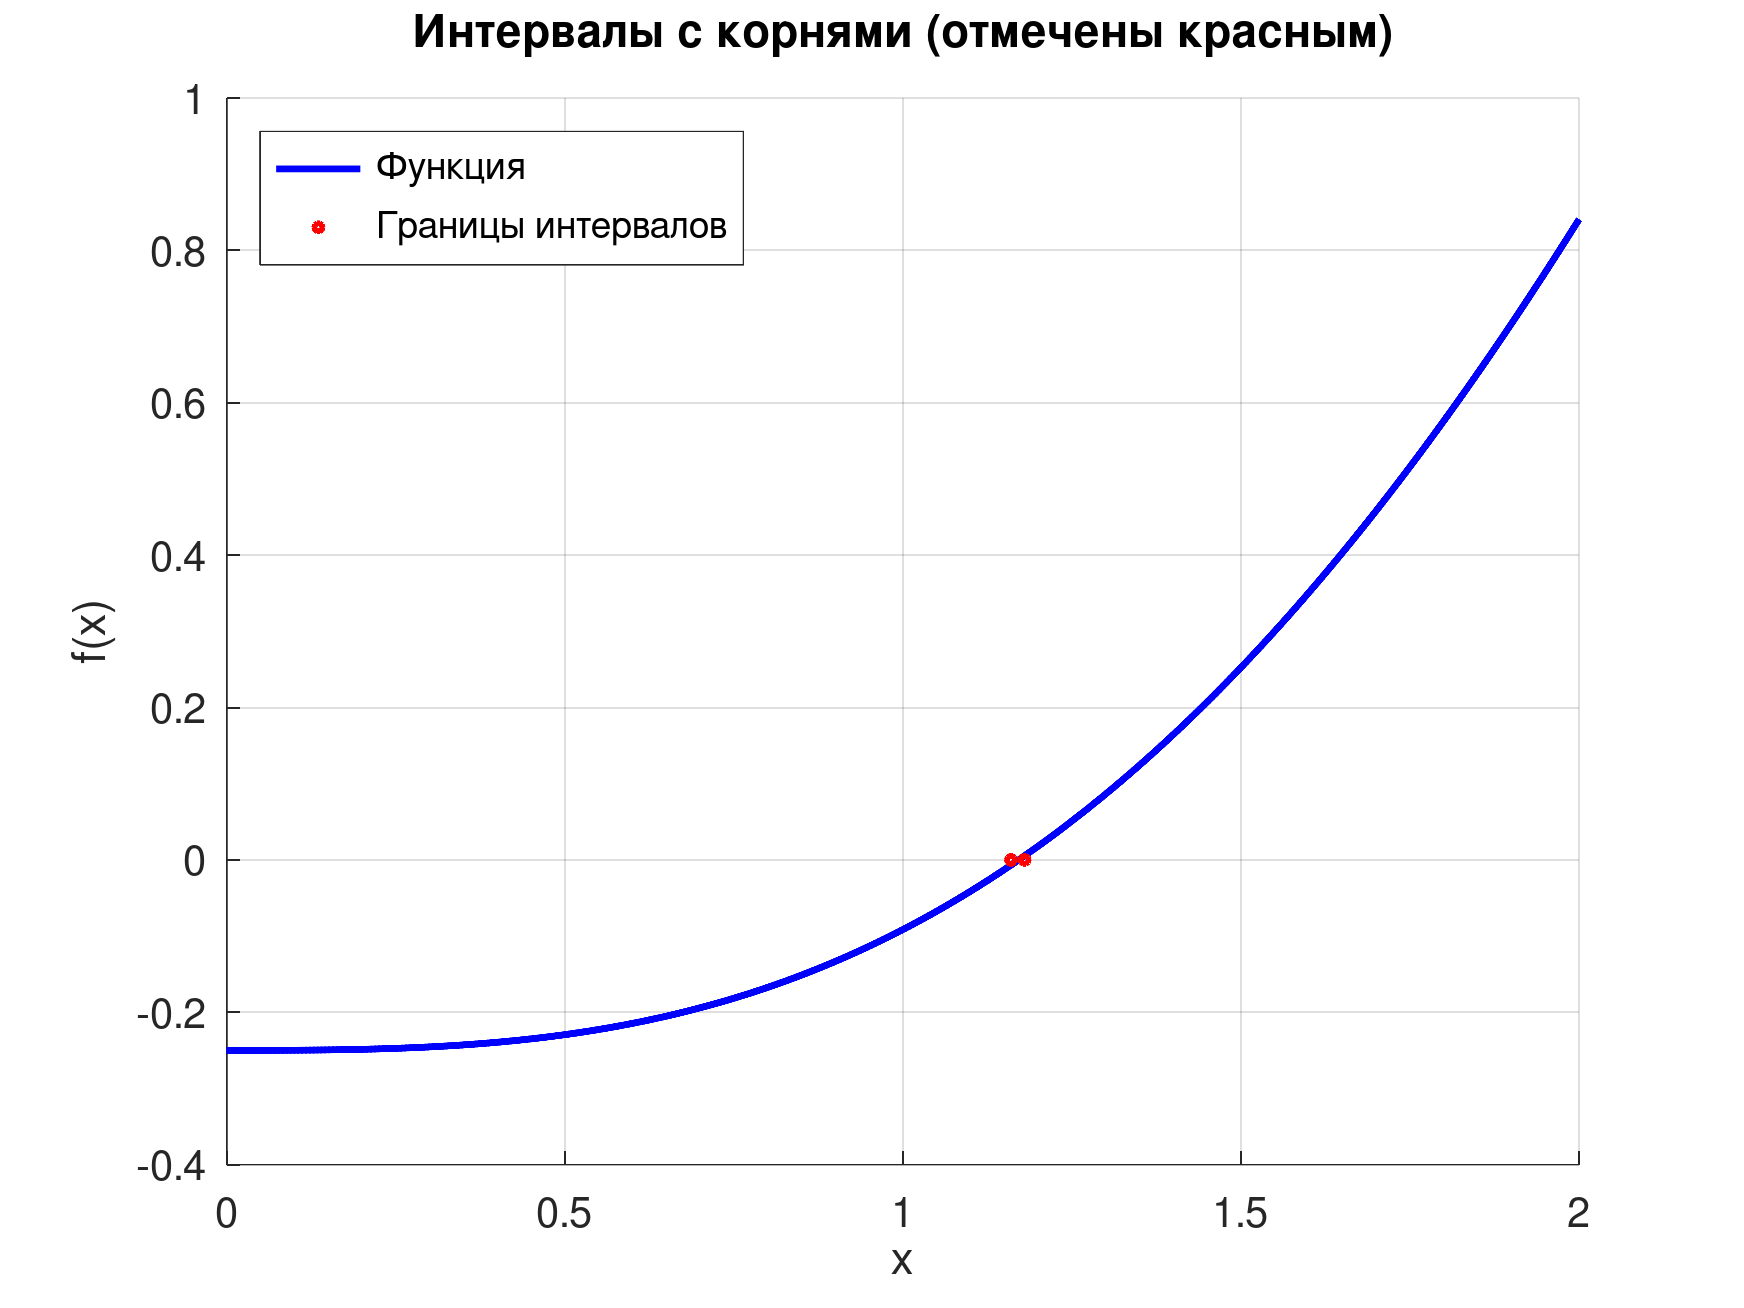 Интервалы с корнями (отмечены красным)
Функция
Границы интервалов
1
0.8
0.6
0.4
0.2
0
-0.2
-0.4
f(x)
0
0.5
1
1.5
2
x